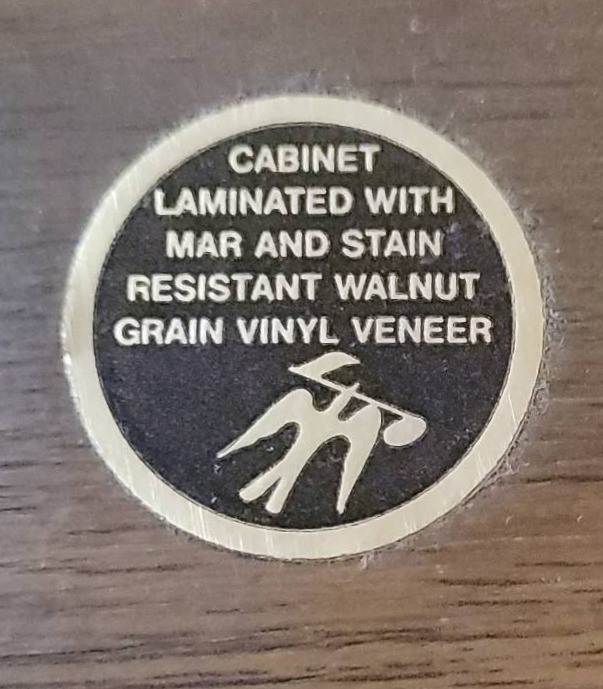 CABINET
LAMINATED WITH
MAR AND STAIN
RESISTANT WALNUT
GRAIN VINYL VENEER